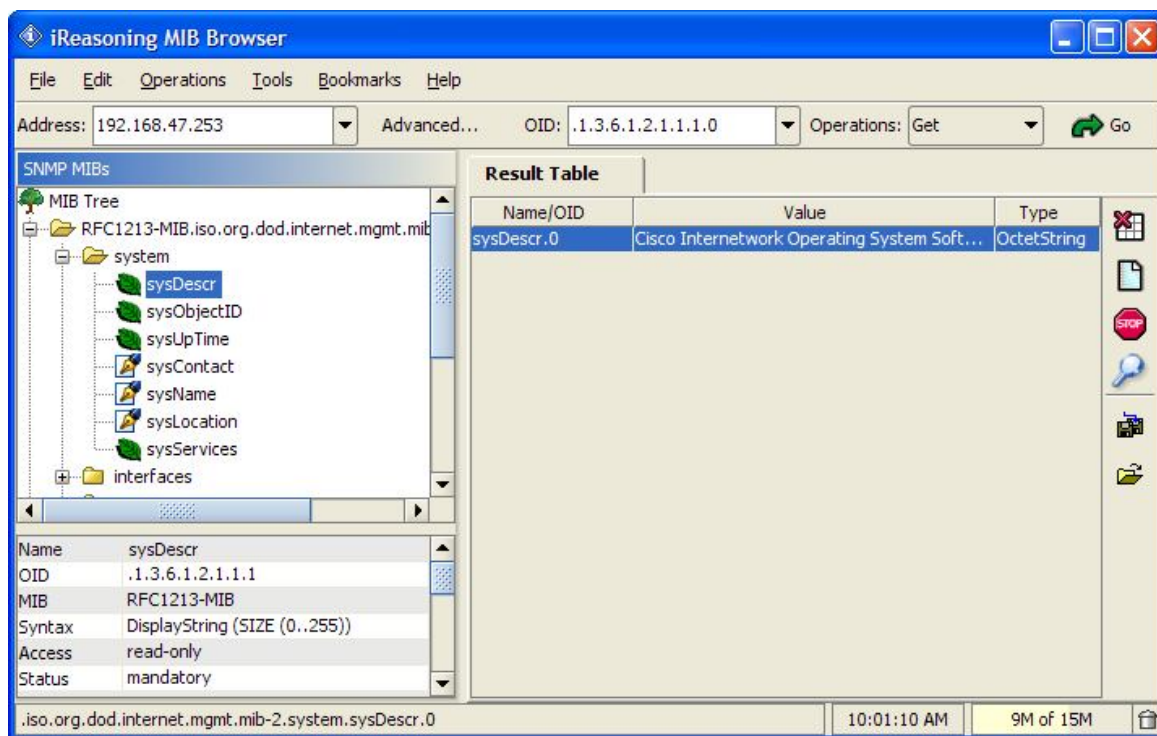 iReasoning MIB Browser
File Edit Operations Tools Bookmarks Help
Address: 192.168.47.253 Advanced... OID: .1.3.6.1.2.1.1.1.0 Operations: Get Go
SNMP MIBs
MIB Tree
RFC1213-MIB.iso.org.dod.internet.mgmt.mib
system
sysDescr
sysObjectID
sysUpTime
sysContact
sysName
sysLocation
sysServices
interfaces
Result Table
Name/OID Value Type
sysDescr.0 Cisco Internetwork Operating System Soft... OctetString
STOP
Name sysDescr
OID .1.3.6.1.2.1.1.1
MIB RFC1213-MIB
Syntax DisplayString (SIZE (0..255))
Access read-only
Status mandatory
.iso.org.dod.internet.mgmt.mib-2.system.sysDescr.0 10:01:10 AM 9M of 15M